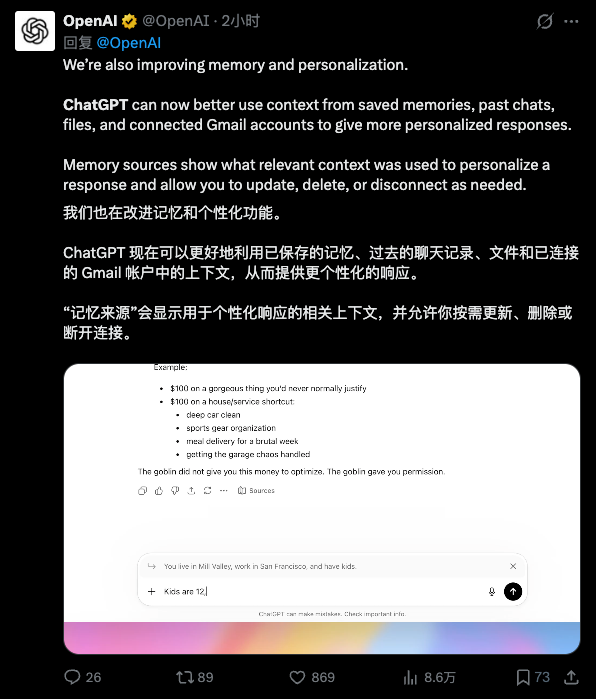 OpenAI @OpenAI · 2小时
回复 @OpenAI
We're also improving memory and personalization.
ChatGPT can now better use context from saved memories, past chats,
files, and connected Gmail accounts to give more personalized responses.
Memory sources show what relevant context was used to personalize a
response and allow you to update, delete, or disconnect as needed.
我们也在改进记忆和个性化功能。
ChatGPT 现在可以更好地利用已保存的记忆、过去的聊天记录、文件和已连接
的 Gmail 帐户中的上下文，从而提供更个性化的响应。
“记忆来源”会显示用于个性化响应的相关上下文，并允许你按需更新、删除或
断开连接。
Example:
• $100 on a gorgeous thing you'd never normally justify
• $100 on a house/service shortcut:
• deep car clean
• sports gear organization
• meal delivery for a brutal week
• getting the garage chaos handled
The goblin did not give you this money to optimize. The goblin gave you permission.
Sources
You live in Mill Valley, work in San Francisco, and have kids.
Kids are 12,
ChatGPT can make mistakes. Check important info.
26 89 869 8.6万 73